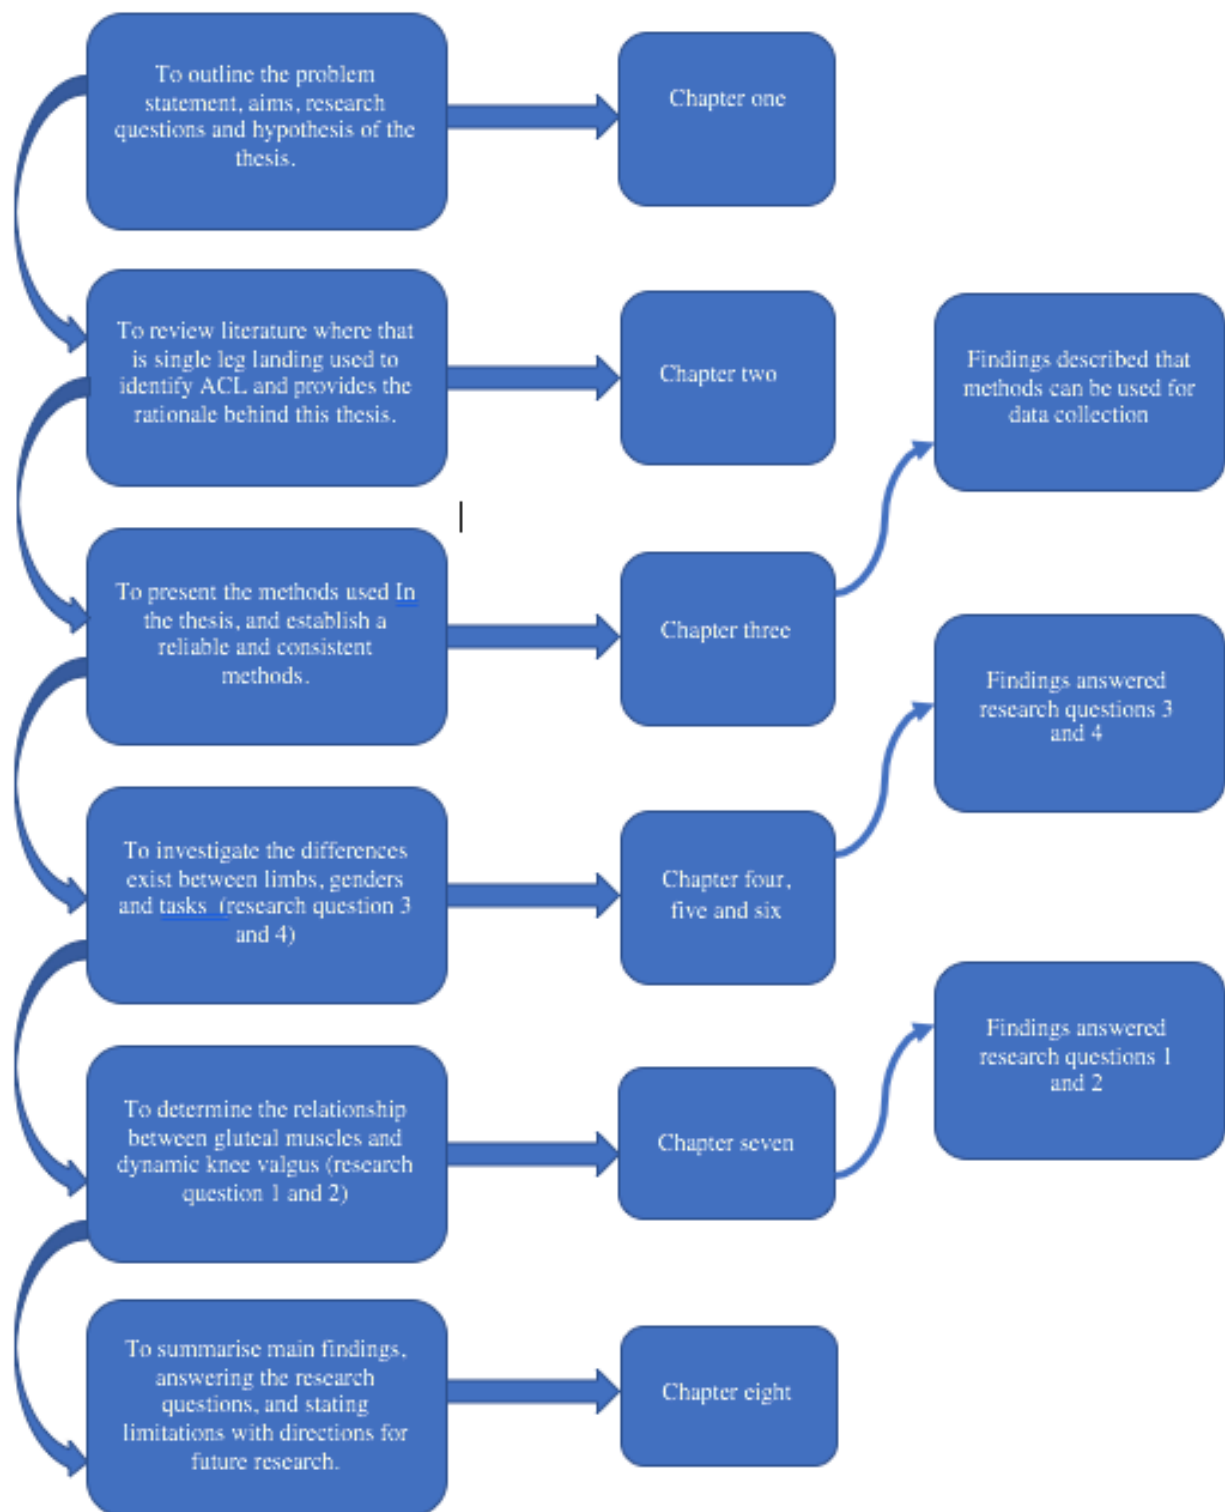 To outline the problem
statement, aims, research
questions and hypothesis of the
thesis.
Chapter one
To review literature where that
is single leg landing used to
identify ACL and provides the
rationale behind this thesis.
Chapter two
Findings described that
methods can be used for
data collection
To present the methods used In
the thesis, and establish a
reliable and consistent
methods.
Chapter three
Findings answered
research questions 3
and 4
To investigate the differences
exist between limbs, genders
and tasks (research question 3
and 4)
Chapter four,
five and six
Findings answered
research questions 1
and 2
To determine the relationship
between gluteal muscles and
dynamic knee valgus (research
question 1 and 2)
Chapter seven
To summarise main findings,
answering the research
questions, and stating
limitations with directions for
future research.
Chapter eight